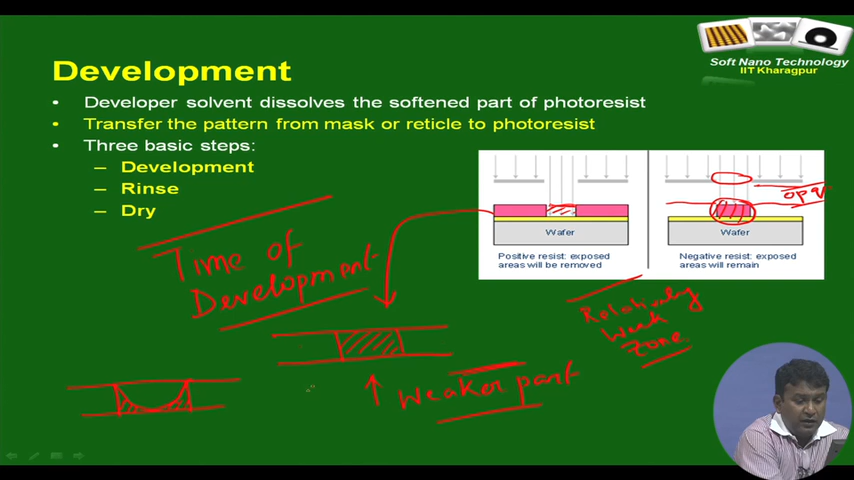 Soft Nano Technology
IIT Kharagpur
Development
• Developer solvent dissolves the softened part of photoresist
• Transfer the pattern from mask or reticle to photoresist
• Three basic steps:
– Development
– Rinse
– Dry
opq
Wafer
Wafer
Positive resist: exposed
areas will be removed
Negative resist: exposed
areas will remain
Time of
Development
Relatively
Weak
Zone
Weaker part